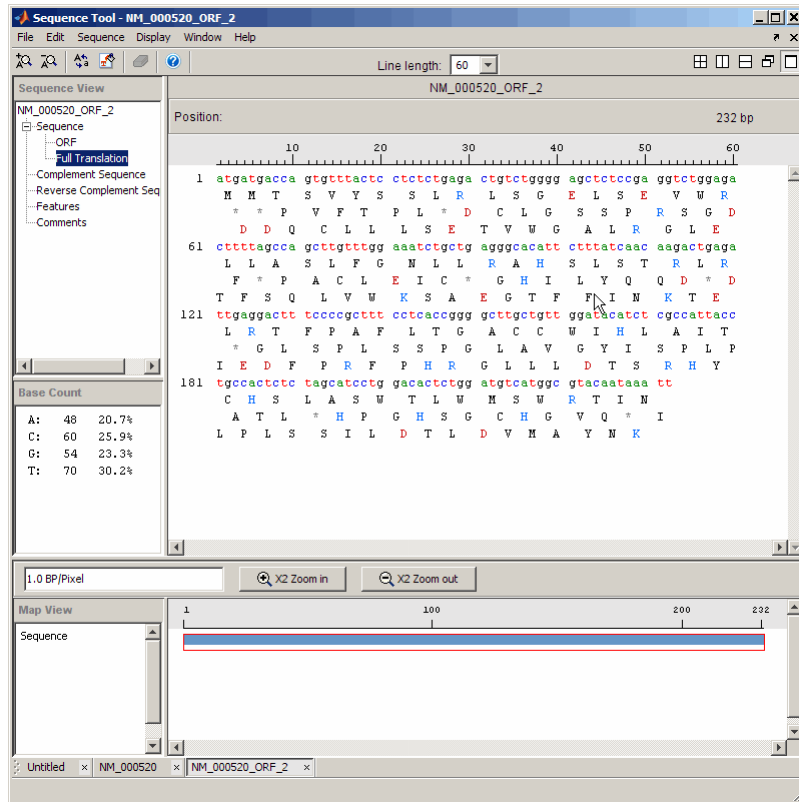 Sequence Tool - NM_000520_ORF_2
File Edit Sequence Display Window Help
Line length: 60
Sequence View
NM_000520_ORF_2
NM_000520_ORF_2
Sequence
ORF
Full Translation
Complement Sequence
Reverse Complement Seq
Features
Comments
Position: 232 bp
10 20 30 40 50 60
1 atgatgacca gtgtttactc cctctctgag actgtctgggg agctctccga ggtctggaga
M M T S V Y S S L R L S G E L S E V W R
* * P V F T P L * D C L G S S P R S G D
D D Q C L L L S E T V W G A L R G L E
61 cttttagcca gcttgtttgg aaatctgctg agggcacatt ctttatcaac aagactgaga
L L A S L F G N L L R A H S L S T R L R
F * P A C L E I C * G H I L Y Q Q D * D
T F S Q L V W K S A E G T F F I N K T E
121 ttgaggactt tccccgcttt cctcaccggg gcttgctgtt ggatacatct cgccattacc
L R T F P A F L T G A C C W I H L A I T
* G L S P L S S P G L A V G Y I S P L P
I E D F P R F P H R G L L L D T S R H Y
181 tgccactctc tagcatcctg gacactctgg atgtcatggc gtacaataaa tt
C H S L A S W T L W M S W R T I N
A T L * H P G H S G C H G V Q * I
L P L S S I L D T L D V M A Y N K
Base Count
A: 48 20.7%
C: 60 25.9%
G: 54 23.3%
T: 70 30.2%
1.0 BP/Pixel
X2 Zoom in
X2 Zoom out
Map View
Sequence
1 100 200 232
Untitled × NM_000520 × NM_000520_ORF_2 ×